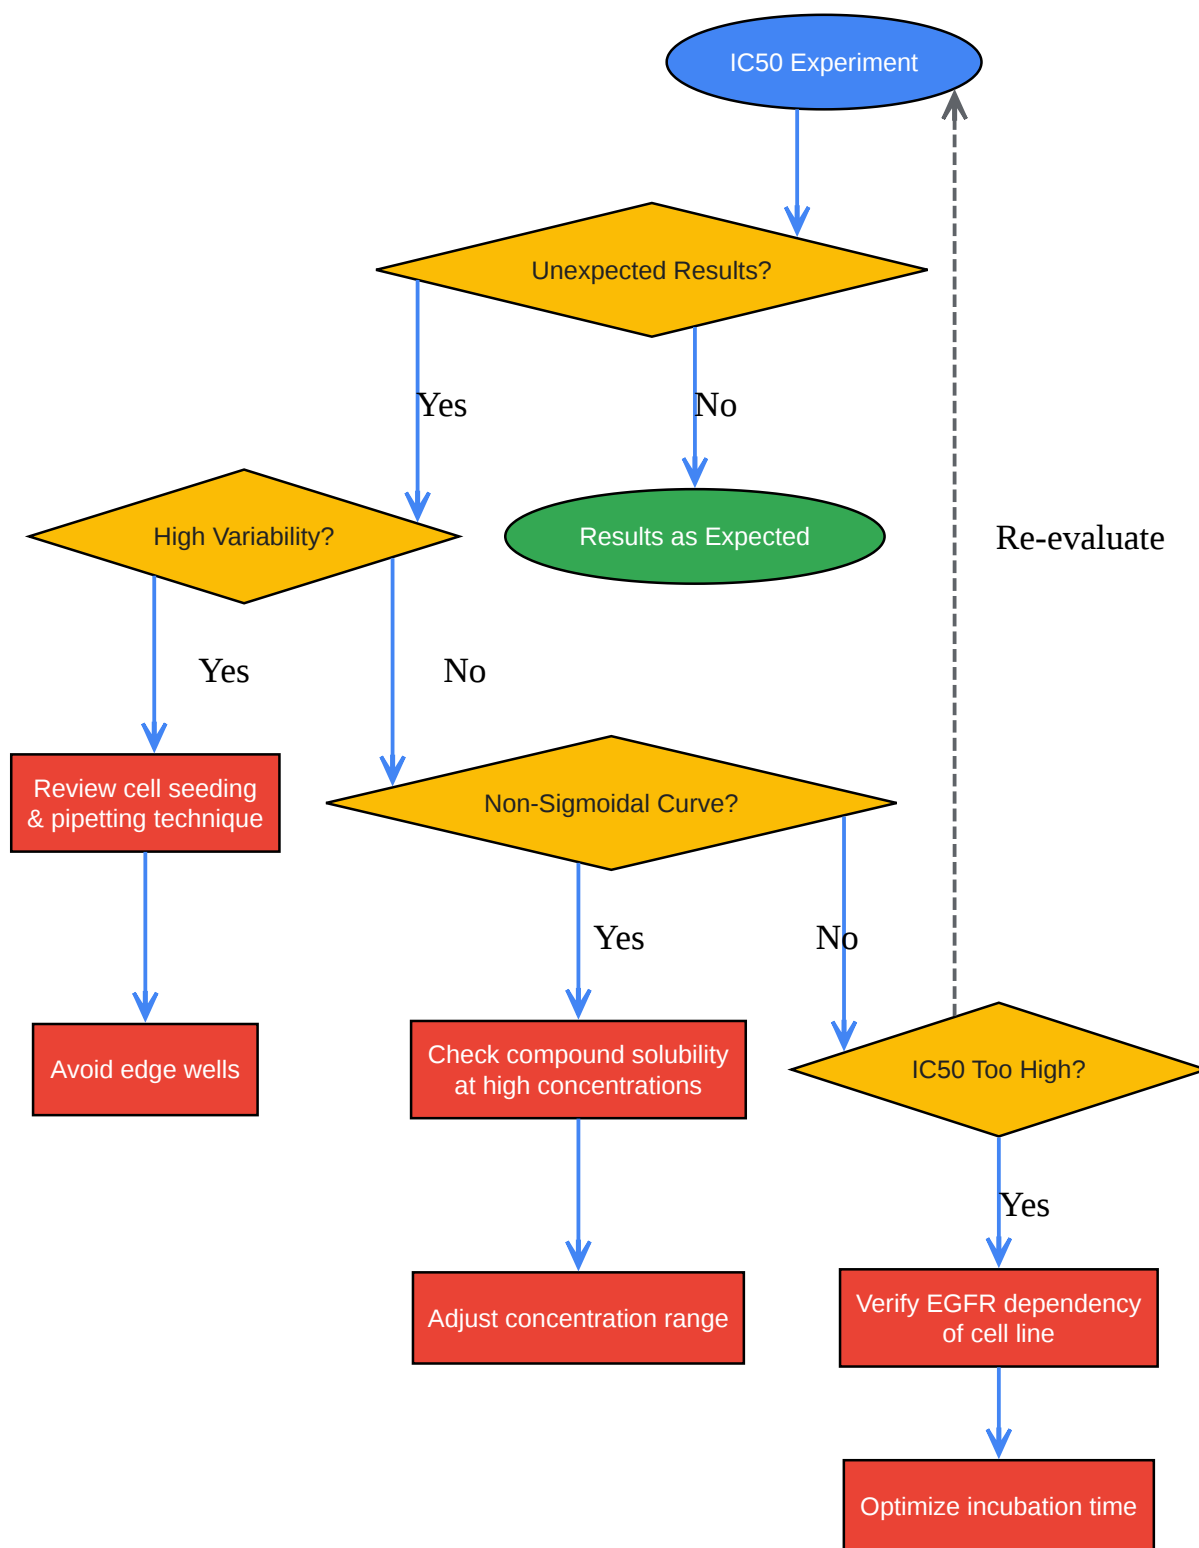 IC50 Experiment
Unexpected Results?
Yes
No
High Variability?
Results as Expected
Re-evaluate
Yes
No
Review cell seeding
& pipetting technique
Non-Sigmoidal Curve?
Yes
No
Avoid edge wells
Check compound solubility
at high concentrations
IC50 Too High?
Yes
Adjust concentration range
Verify EGFR dependency
of cell line
Optimize incubation time